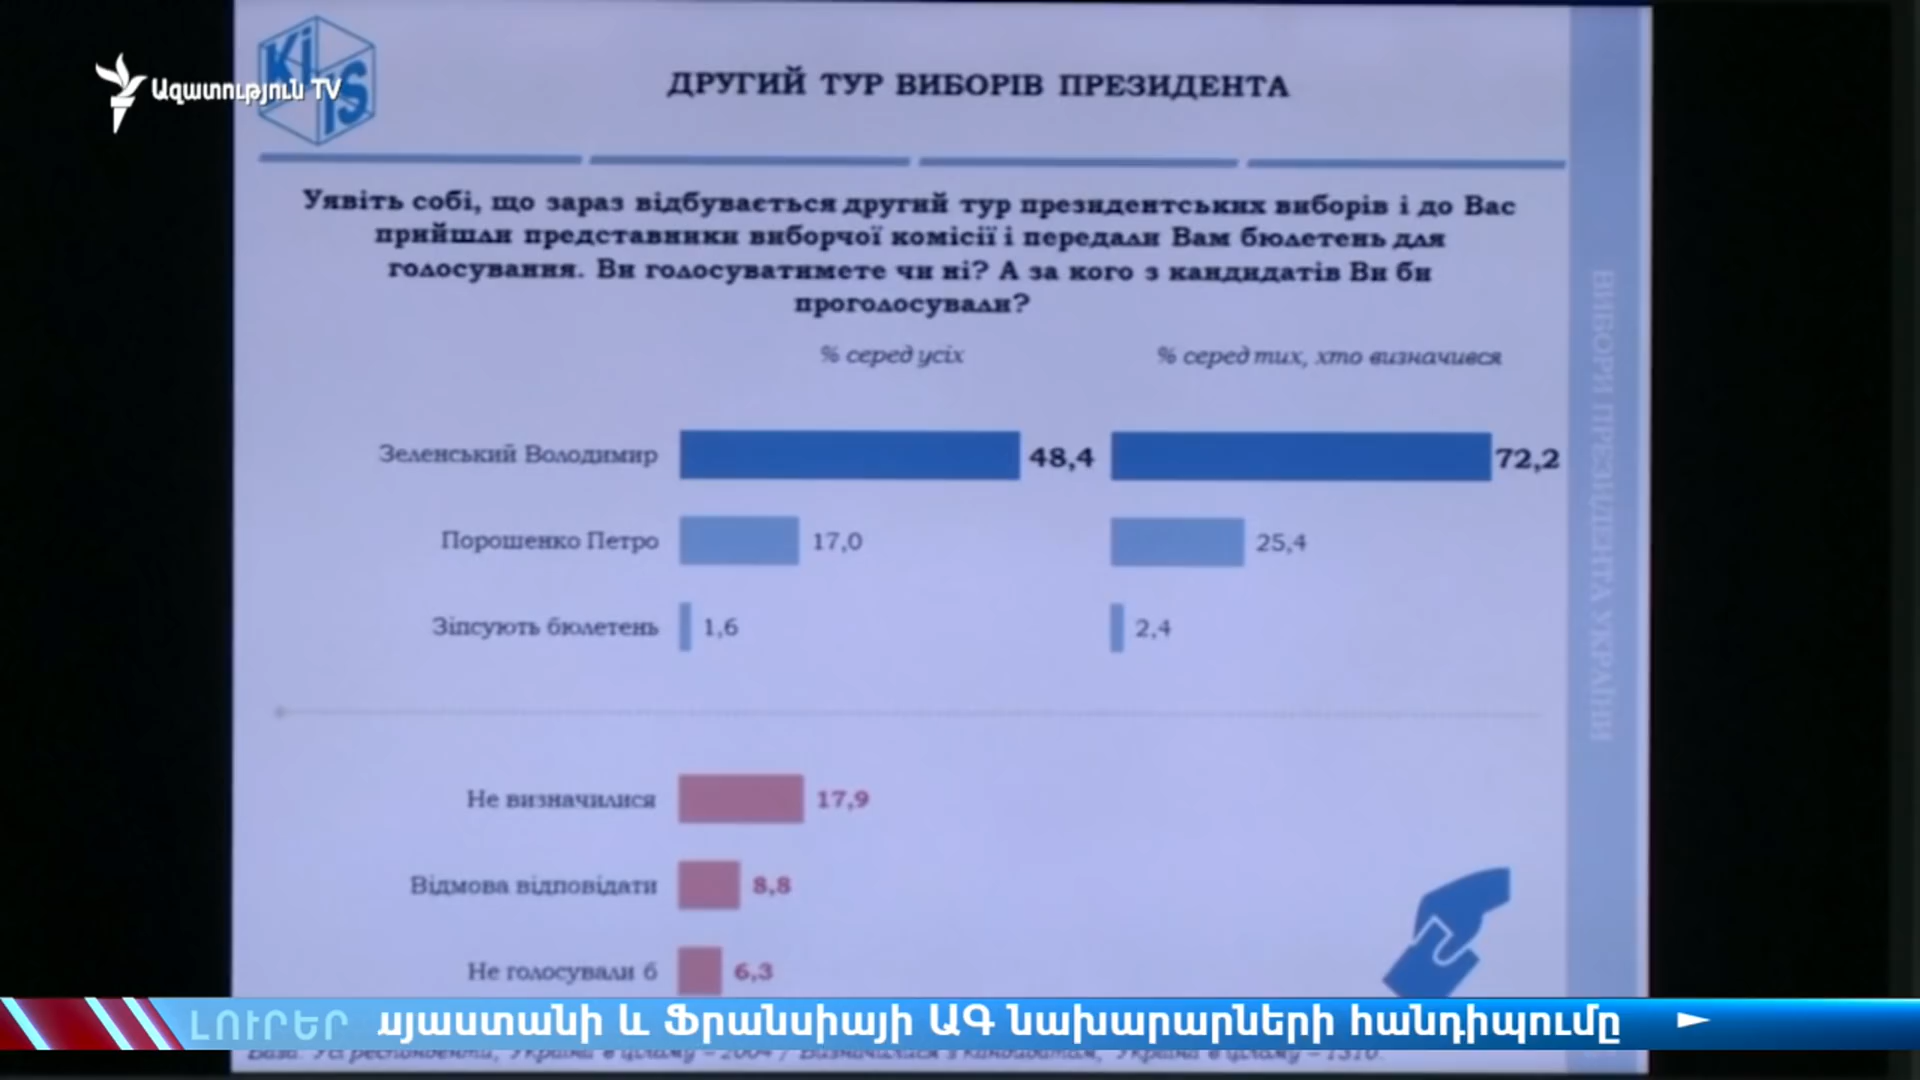 KiiS
Ազատություն TV
ДРУГИЙ ТУР ВИБОРІВ ПРЕЗИДЕНТА
Уявіть собі, що зараз відбувається другий тур президентських виборів і до Вас
прийшли представники виборчої комісії і передали Вам бюлетень для
голосування. Ви голосуватимете чи ні? А за кого з кандидатів Ви би
проголосували?
% серед усіх
% серед тих, хто визначився
Зеленський Володимир 48,4 72,2
Порошенко Петро 17,0 25,4
Зіпсують бюлетень 1,6 2,4
Не визначилися 17,9
Відмова відповідати 8,8
Не голосували б 6,3
ВИБОРИ ПРЕЗИДЕНТА УКРАЇНИ
ԼՈՒՐԵՐ
այաստանի և Ֆրանսիայի ԱԳ նախարարների հանդիպումը